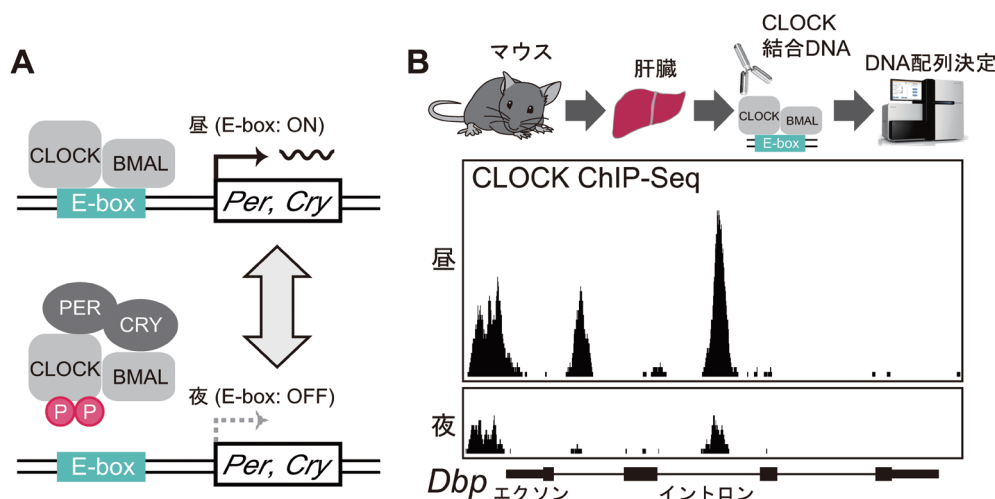 A
昼 (E-box: ON)
CLOCK
BMAL
E-box
Per, Cry
PER
CRY
CLOCK
BMAL
P P
夜 (E-box: OFF)
E-box
Per, Cry
B
マウス
肝臓
CLOCK
結合DNA
DNA配列決定
CLOCK
BMAL
E-box
CLOCK ChIP-Seq
昼
夜
Dbp
エクソン
イントロン